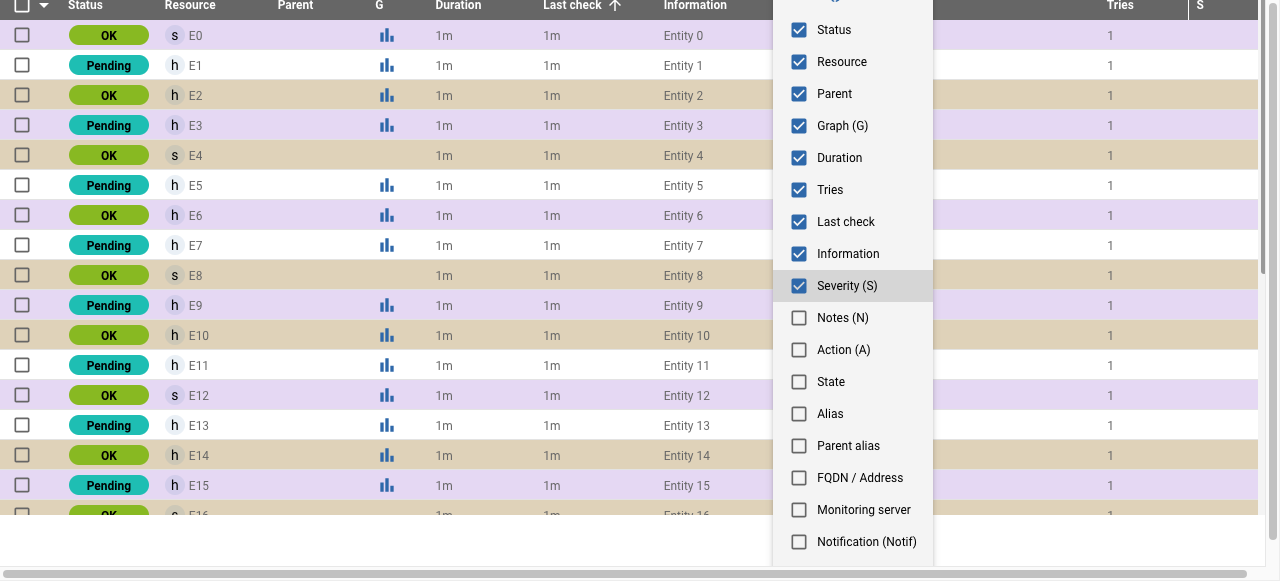 Status Resource Parent G Duration Last check Information Tries S
OK s E0 1m 1m Entity 0 1
Pending h E1 1m 1m Entity 1 1
OK h E2 1m 1m Entity 2 1
Pending h E3 1m 1m Entity 3 1
OK s E4 1m 1m Entity 4 1
Pending h E5 1m 1m Entity 5 1
OK h E6 1m 1m Entity 6 1
Pending h E7 1m 1m Entity 7 1
OK s E8 1m 1m Entity 8 1
Pending h E9 1m 1m Entity 9 1
OK h E10 1m 1m Entity 10 1
Pending h E11 1m 1m Entity 11 1
OK s E12 1m 1m Entity 12 1
Pending h E13 1m 1m Entity 13 1
OK h E14 1m 1m Entity 14 1
Pending h E15 1m 1m Entity 15 1
OK s E16 1m 1m Entity 16 1
Status
Resource
Parent
Graph (G)
Duration
Tries
Last check
Information
Severity (S)
Notes (N)
Action (A)
State
Alias
Parent alias
FQDN / Address
Monitoring server
Notification (Notif)